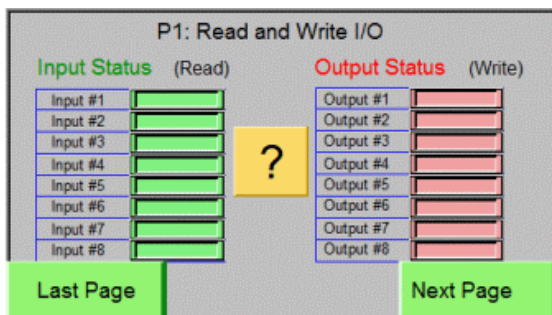 P1: Read and Write I/O
Input Status (Read)
Output Status (Write)
Input #1
Input #2
Input #3
Input #4
Input #5
Input #6
Input #7
Input #8
?
Output #1
Output #2
Output #3
Output #4
Output #5
Output #6
Output #7
Output #8
Last Page
Next Page